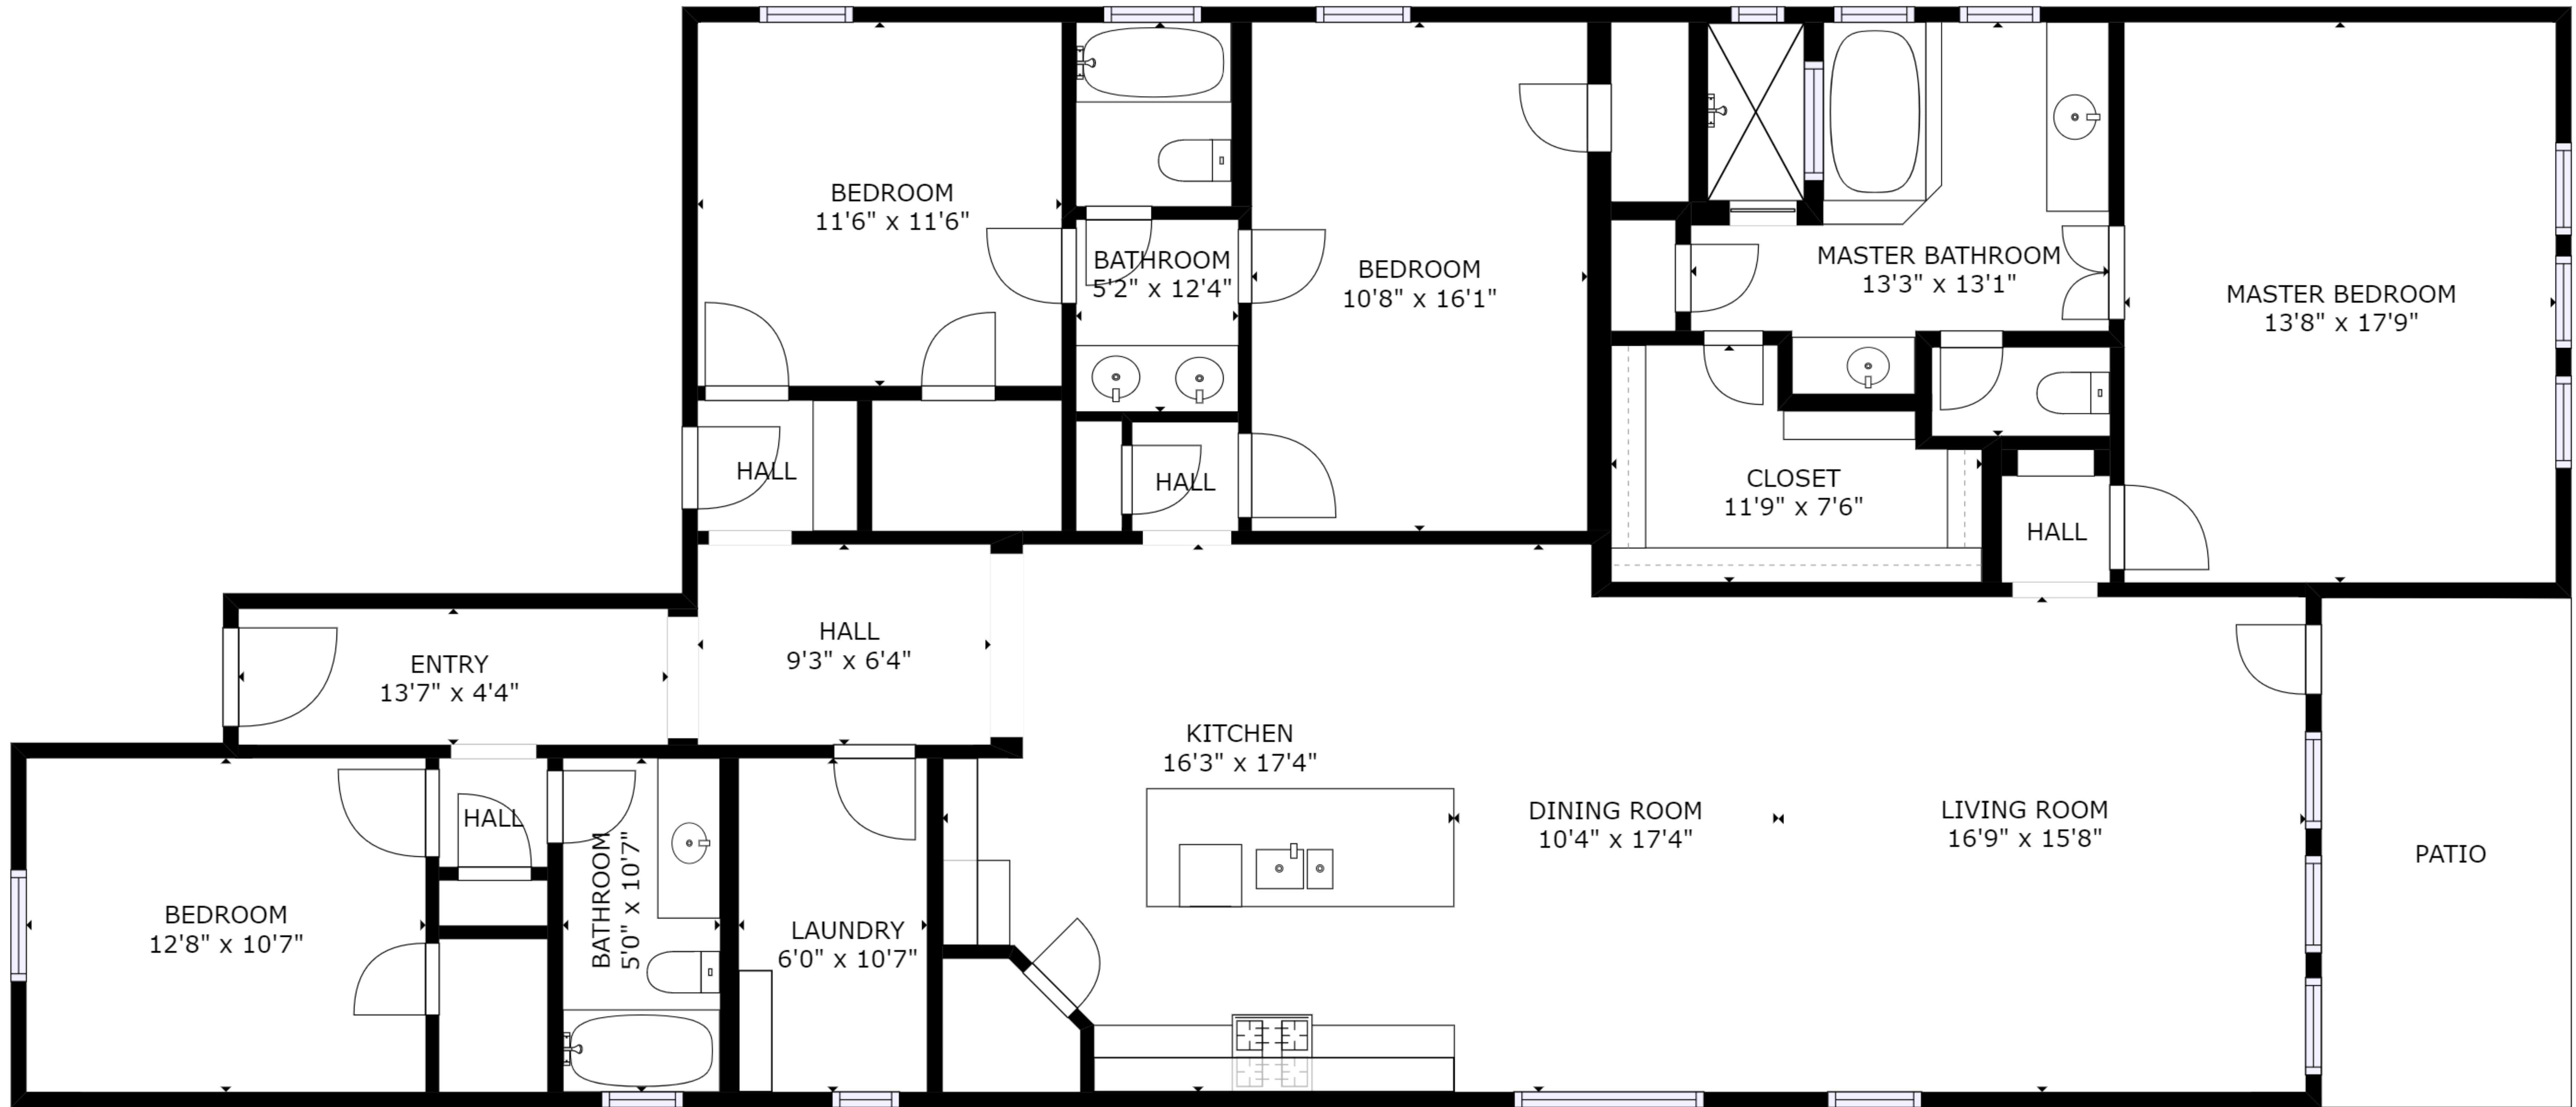 BEDROOM
11'6" x 11'6"
BATHROOM
5'2" x 12'4"
BEDROOM
10'8" x 16'1"
MASTER BATHROOM
13'3" x 13'1"
MASTER BEDROOM
13'8" x 17'9"
HALL
HALL
CLOSET
11'9" x 7'6"
HALL
ENTRY
13'7" x 4'4"
HALL
9'3" x 6'4"
KITCHEN
16'3" x 17'4"
DINING ROOM
10'4" x 17'4"
LIVING ROOM
16'9" x 15'8"
PATIO
HALL
BEDROOM
12'8" x 10'7"
BATHROOM
5'0" x 10'7"
LAUNDRY
6'0" x 10'7"